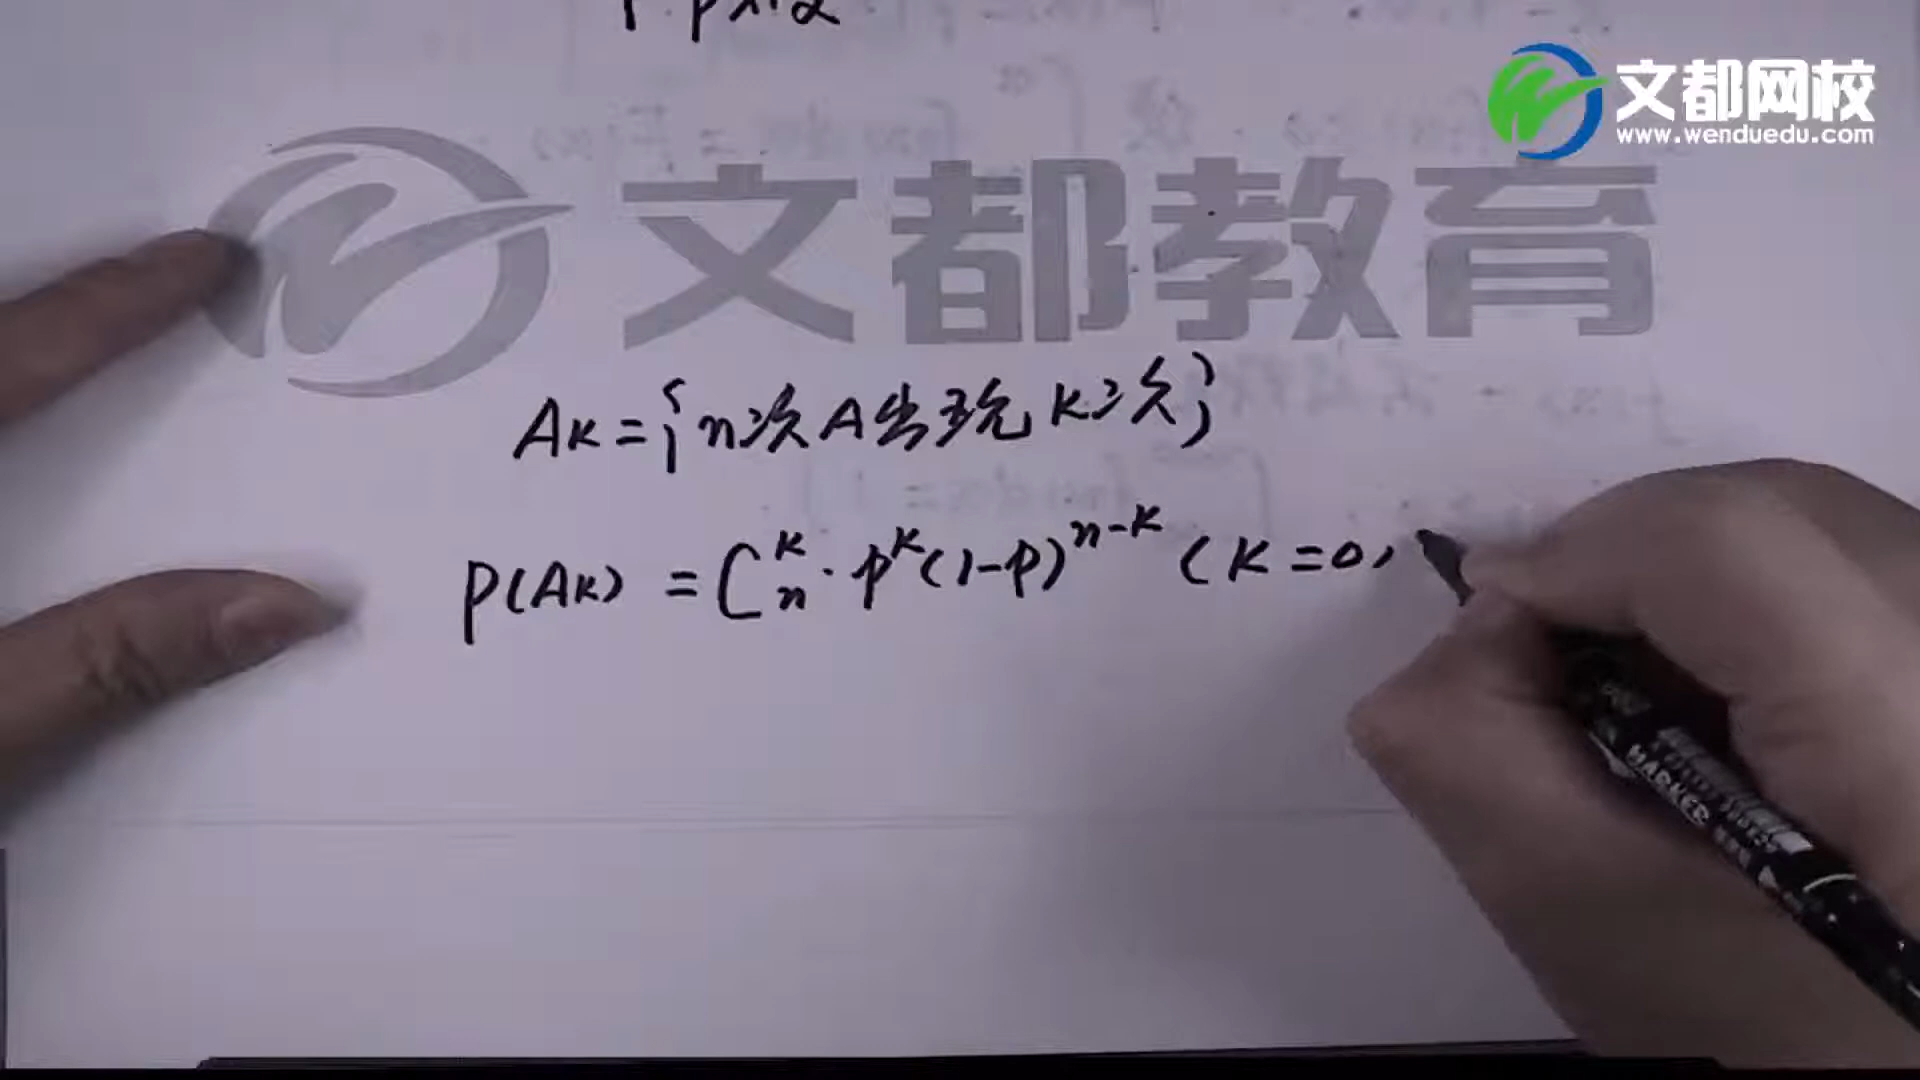 文都网校
www.wenduedu.com
文都教育
Ak={n次A出现k次}
P(Ak) = C_n^k · p^k (1-p)^{n-k} (k=0,
MARKER